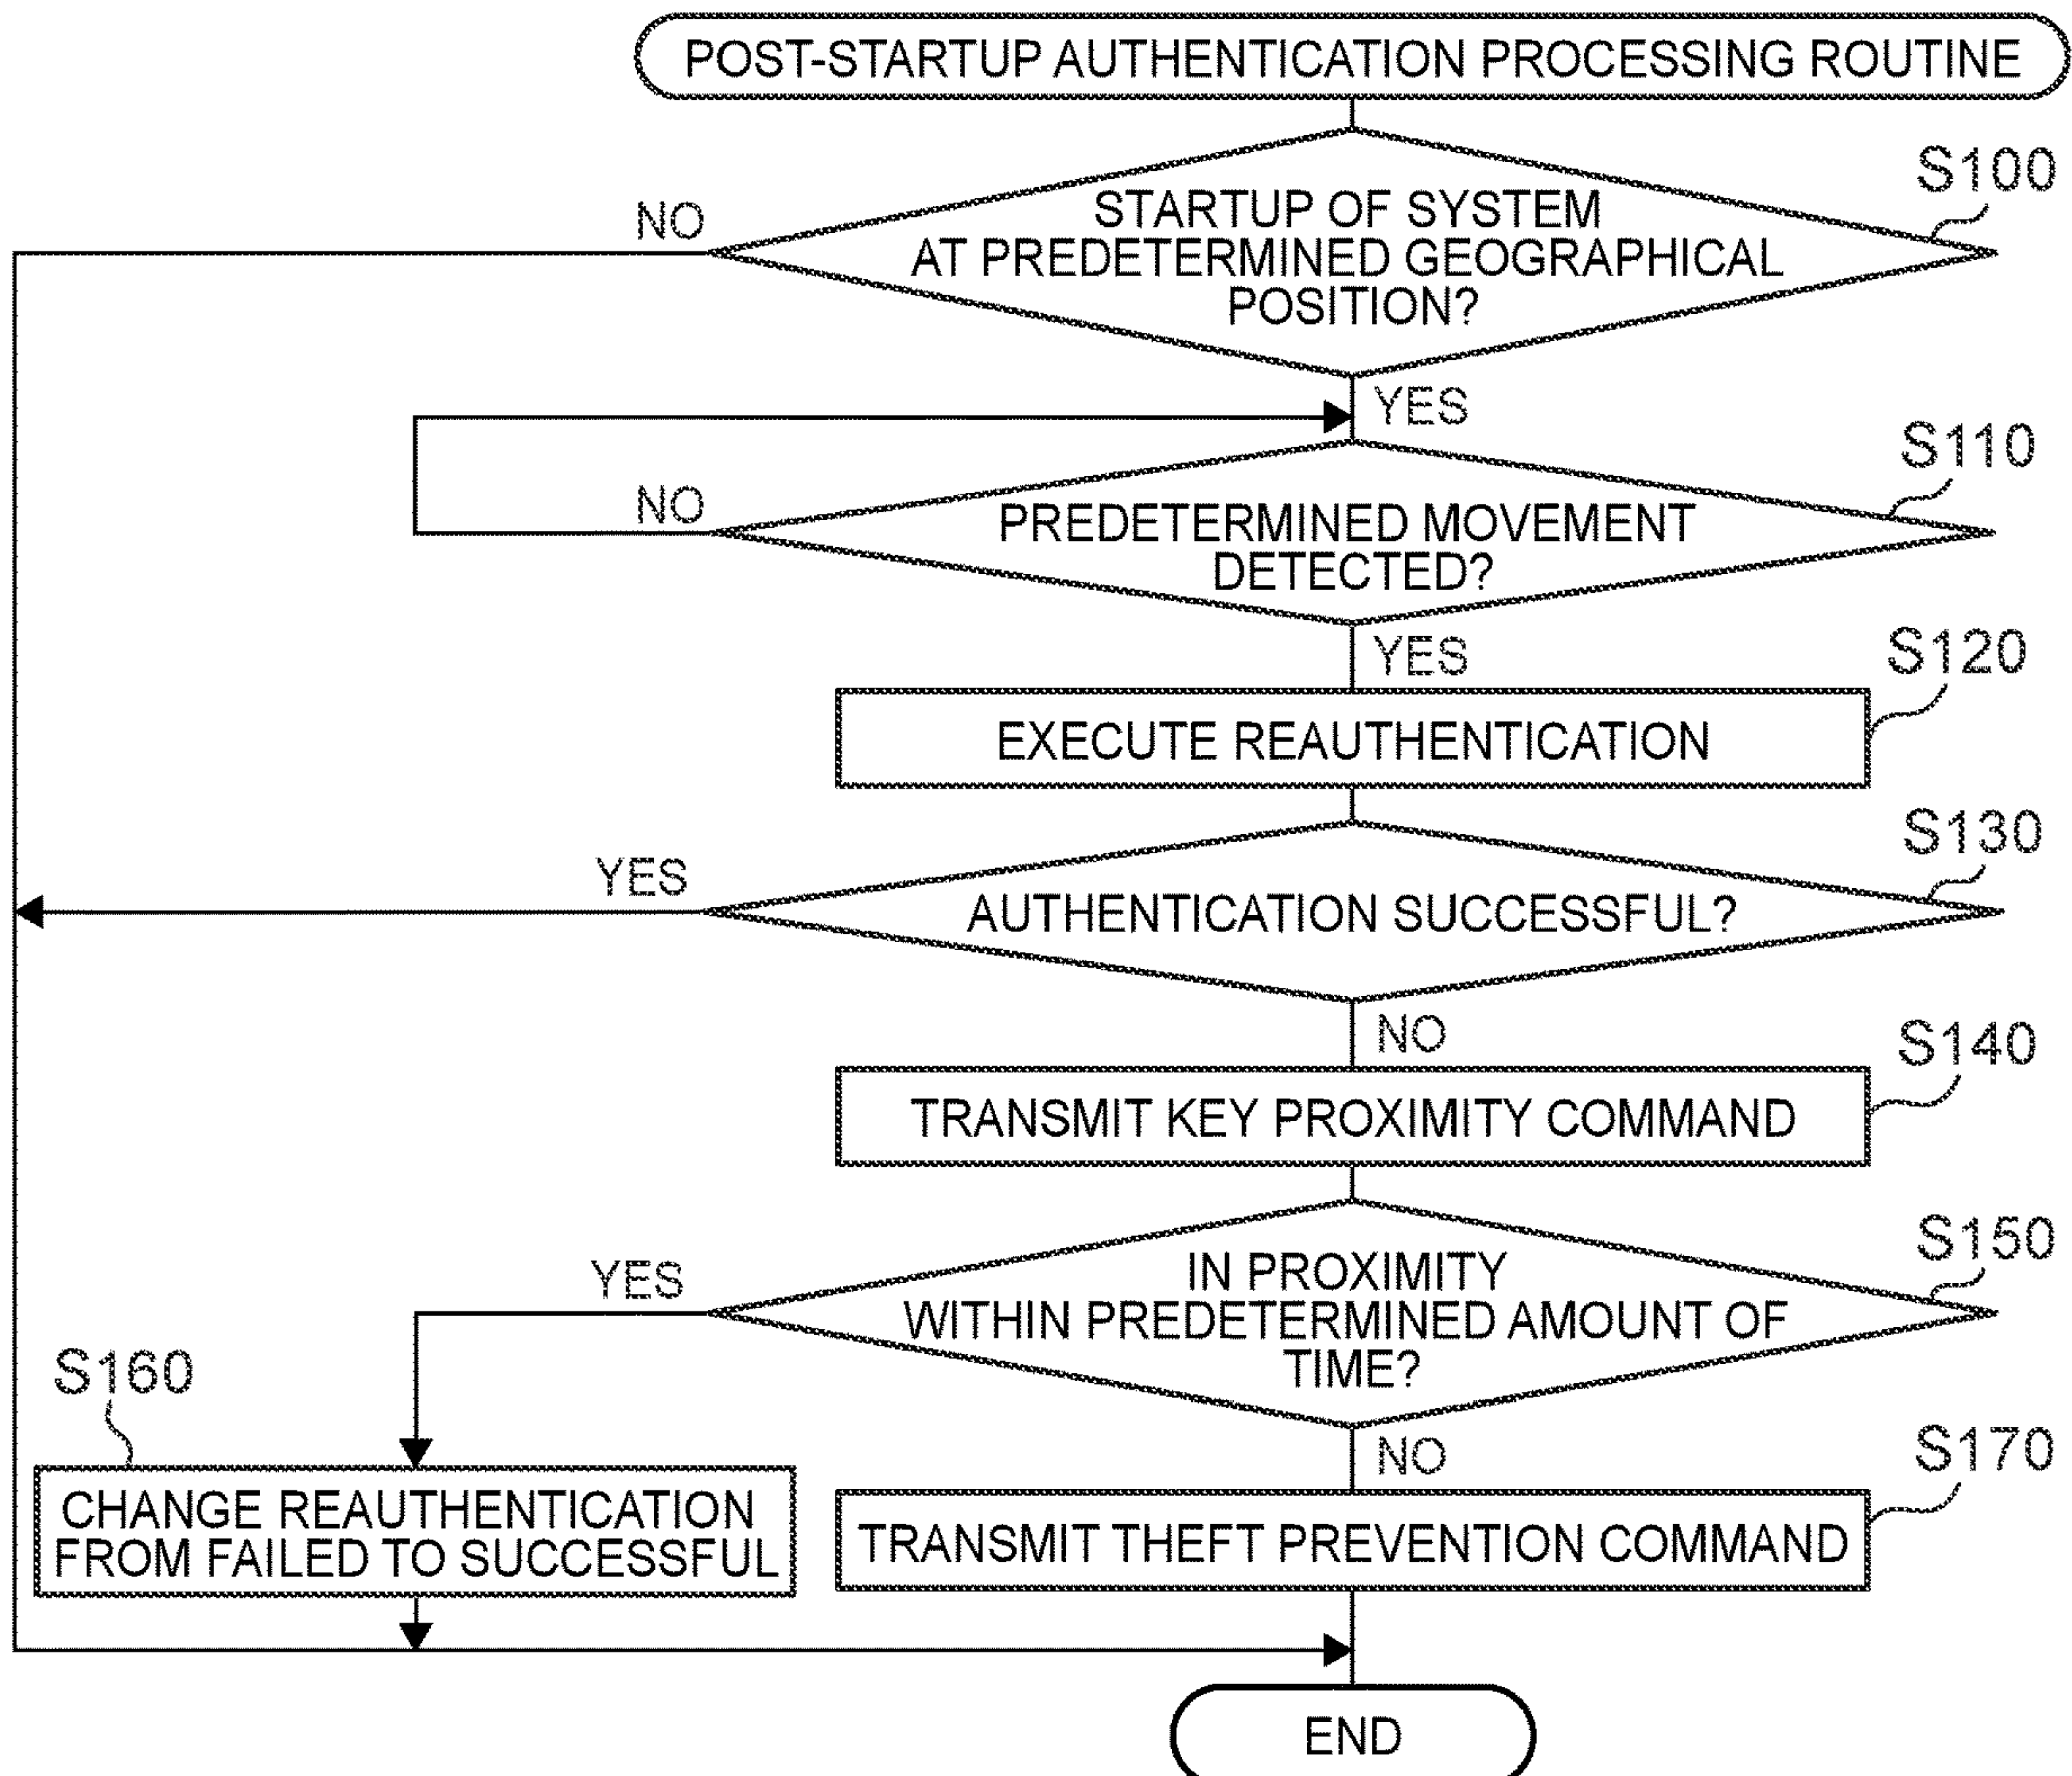 POST-STARTUP AUTHENTICATION PROCESSING ROUTINE
S100
NO
STARTUP OF SYSTEM
AT PREDETERMINED GEOGRAPHICAL
POSITION?
YES
S110
NO
PREDETERMINED MOVEMENT
DETECTED?
YES
S120
EXECUTE REAUTHENTICATION
S130
YES
AUTHENTICATION SUCCESSFUL?
NO
S140
TRANSMIT KEY PROXIMITY COMMAND
S150
YES
IN PROXIMITY
WITHIN PREDETERMINED AMOUNT OF
TIME?
S160
NO
S170
CHANGE REAUTHENTICATION
FROM FAILED TO SUCCESSFUL
TRANSMIT THEFT PREVENTION COMMAND
END